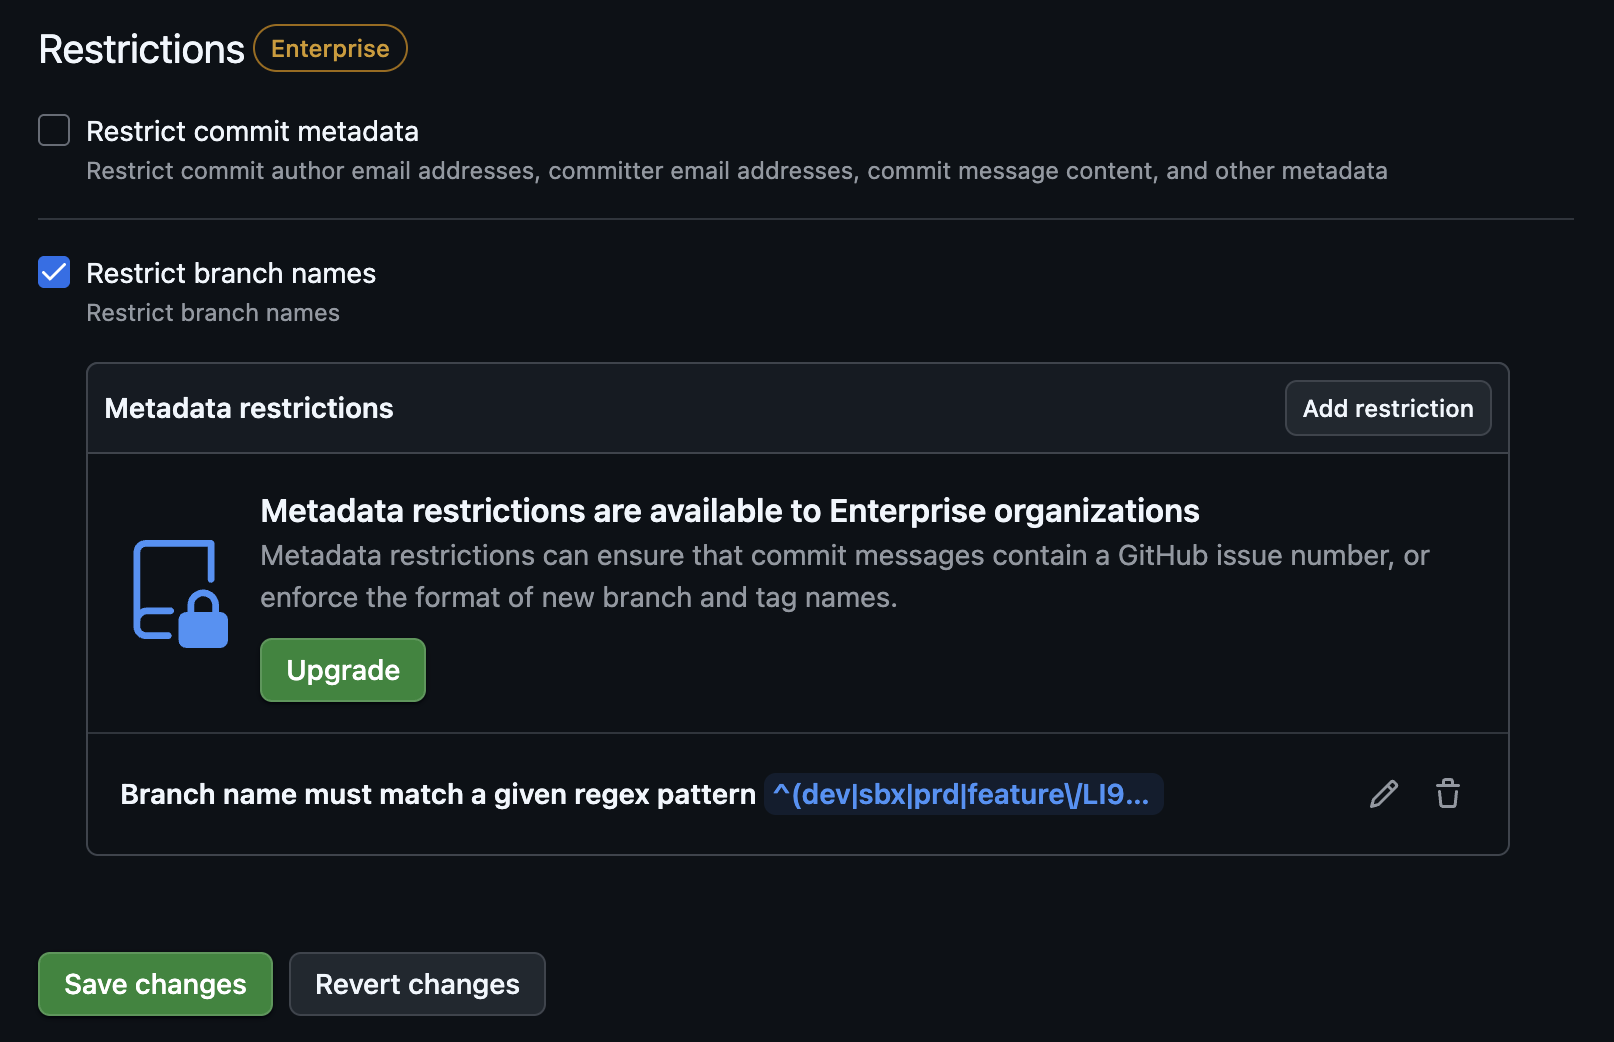 Restrictions Enterprise
Restrict commit metadata
Restrict commit author email addresses, committer email addresses, commit message content, and other metadata
Restrict branch names
Restrict branch names
Metadata restrictions Add restriction
Metadata restrictions are available to Enterprise organizations
Metadata restrictions can ensure that commit messages contain a GitHub issue number, or
enforce the format of new branch and tag names.
Upgrade
Branch name must match a given regex pattern ^(dev|sbx|prd|feature\/LI9...
Save changes Revert changes